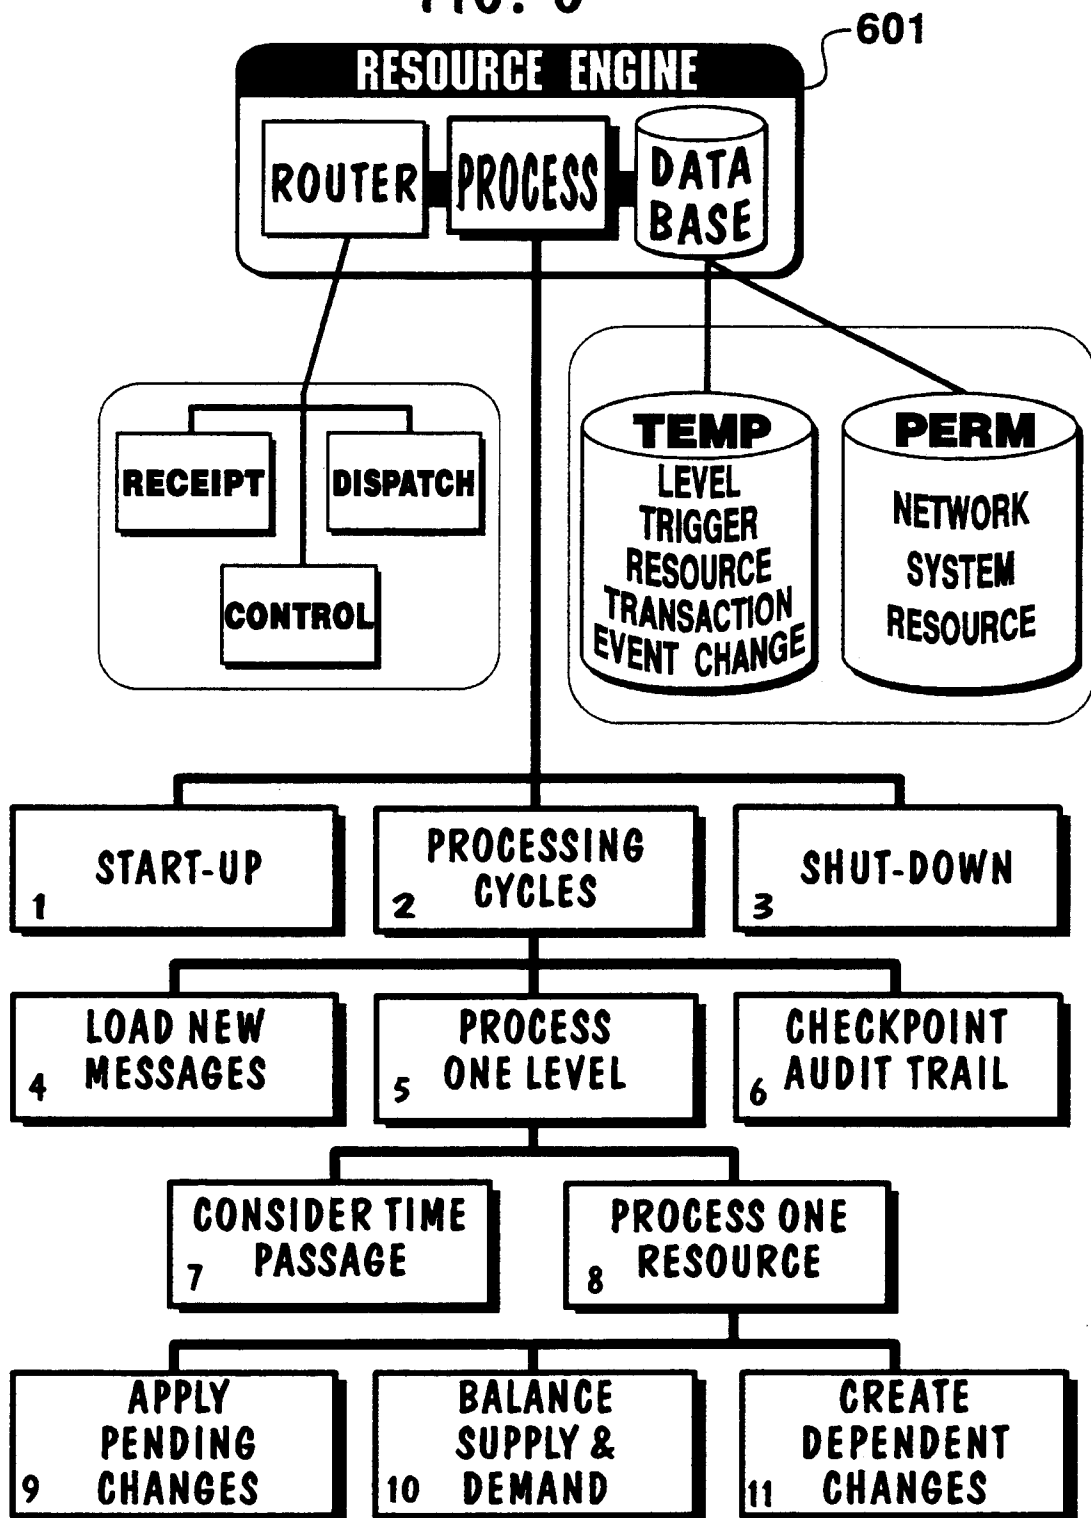 601
RESOURCE ENGINE
ROUTER
PROCESS
DATA
BASE
RECEIPT
DISPATCH
CONTROL
TEMP
LEVEL
TRIGGER
RESOURCE
TRANSACTION
EVENT CHANGE
PERM
NETWORK
SYSTEM
RESOURCE
START-UP
1
PROCESSING
CYCLES
2
SHUT-DOWN
3
LOAD NEW
MESSAGES
4
PROCESS
ONE LEVEL
5
CHECKPOINT
AUDIT TRAIL
6
CONSIDER TIME
PASSAGE
7
PROCESS ONE
RESOURCE
8
APPLY
PENDING
CHANGES
9
BALANCE
SUPPLY &
DEMAND
10
CREATE
DEPENDENT
CHANGES
11